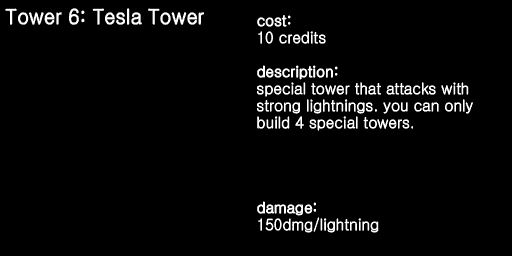 Tower 6: Tesla Tower
cost:
10 credits
description:
special tower that attacks with
strong lightnings. you can only
build 4 special towers.
damage:
150dmg/lightning